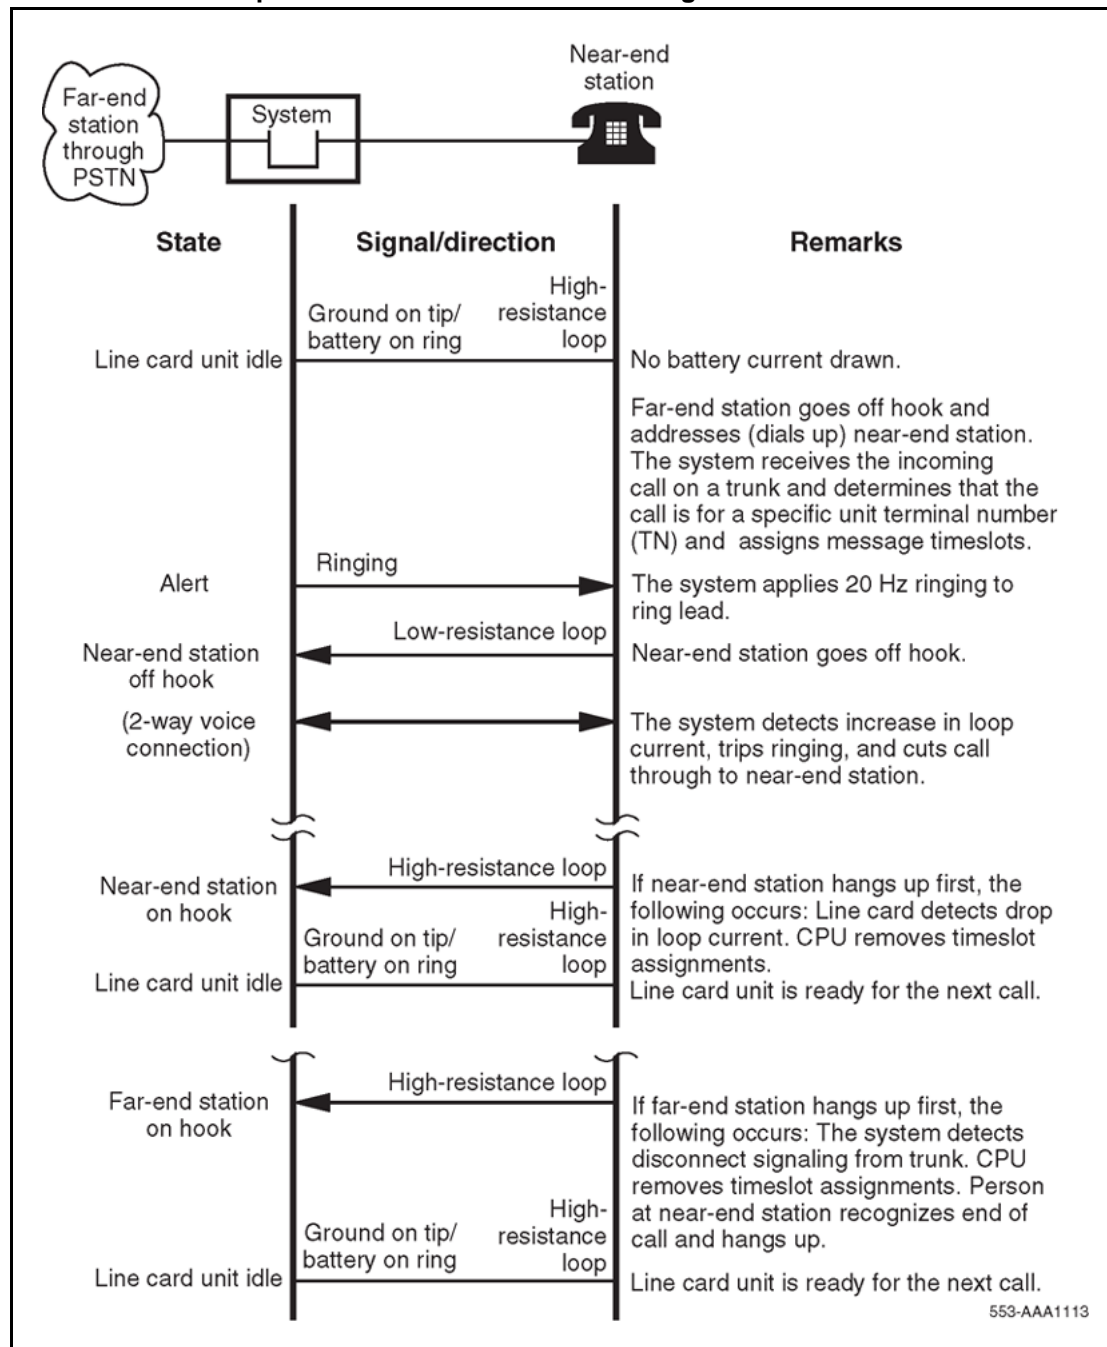 Near-end
station
Far-end
station
through
PSTN
System
State
Signal/direction
Remarks
High-
resistance
loop
Ground on tip/
battery on ring
Line card unit idle
No battery current drawn.
Far-end station goes off hook and
addresses (dials up) near-end station.
The system receives the incoming
call on a trunk and determines that the
call is for a specific unit terminal number
(TN) and assigns message timeslots.
Alert
Ringing
The system applies 20 Hz ringing to
ring lead.
Low-resistance loop
Near-end station
off hook
Near-end station goes off hook.
(2-way voice
connection)
The system detects increase in loop
current, trips ringing, and cuts call
through to near-end station.
High-resistance loop
Near-end station
on hook
If near-end station hangs up first, the
following occurs: Line card detects drop
in loop current. CPU removes timeslot
assignments.
High-
resistance
loop
Ground on tip/
battery on ring
Line card unit idle
Line card unit is ready for the next call.
High-resistance loop
Far-end station
on hook
If far-end station hangs up first, the
following occurs: The system detects
disconnect signaling from trunk. CPU
removes timeslot assignments. Person
at near-end station recognizes end of
call and hangs up.
High-
resistance
loop
Ground on tip/
battery on ring
Line card unit idle
Line card unit is ready for the next call.
553-AAA1113